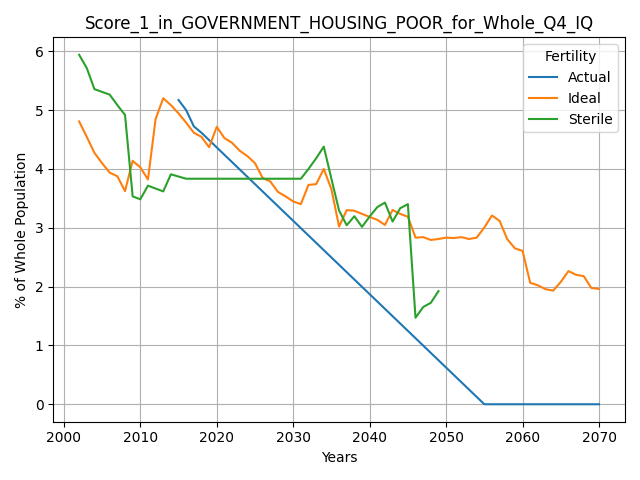 Score_1_in_GOVERNMENT_HOUSING_POOR_for_Whole_Q4_IQ
Fertility
Actual
Ideal
Sterile
% of Whole Population
6
5
4
3
2
1
0
2000 2010 2020 2030 2040 2050 2060 2070
Years